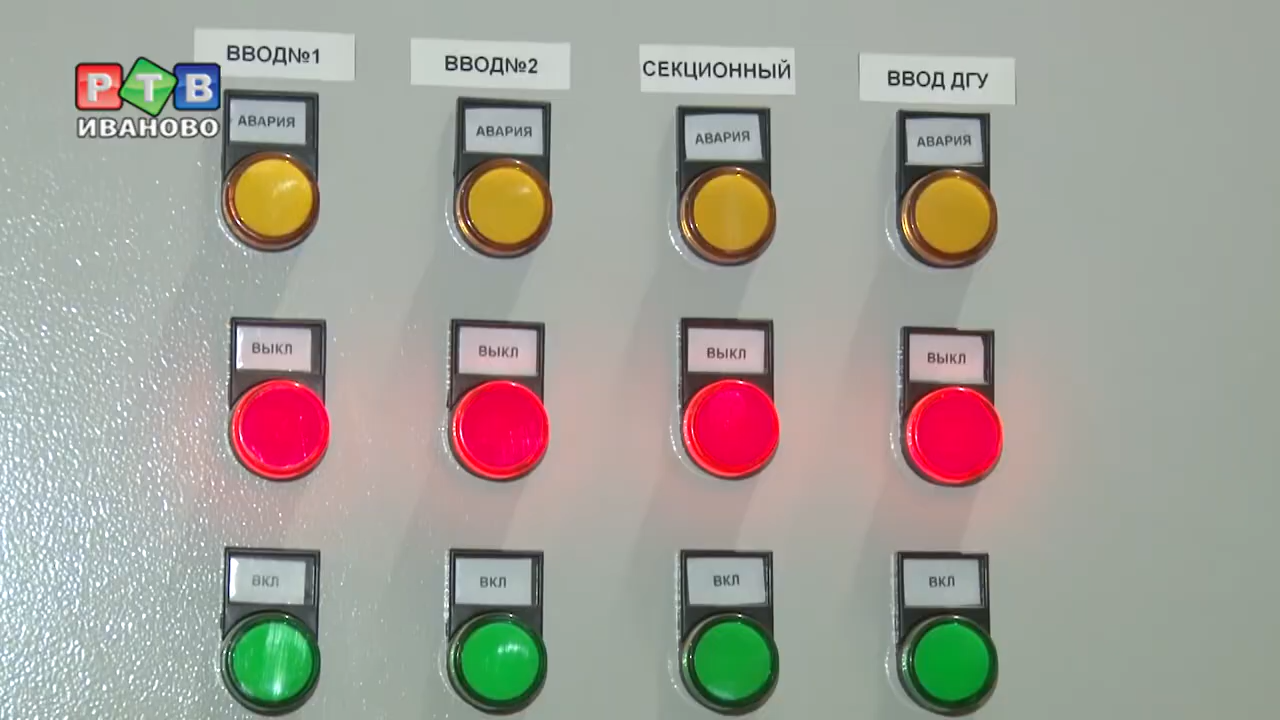 ВВОД№1
ВВОД№2
СЕКЦИОННЫЙ
ВВОД ДГУ
РТВ
ИВАНОВО
АВАРИЯ
АВАРИЯ
АВАРИЯ
АВАРИЯ
ВЫКЛ
ВЫКЛ
ВЫКЛ
ВЫКЛ
ВКЛ
ВКЛ
ВКЛ
ВКЛ